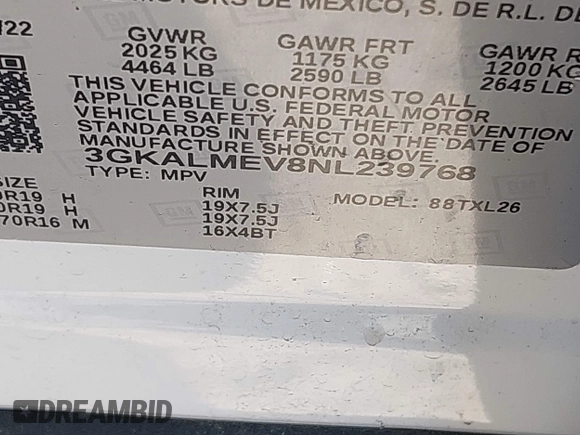 MOTORS DE MEXICO, S. DE R.L. DE
/22 GVWR GAWR FRT GAWR R
2025 KG 1175 KG 1200 KG
4464 LB 2590 LB 2645 LB
THIS VEHICLE CONFORMS TO ALL
APPLICABLE U.S. FEDERAL MOTOR
VEHICLE SAFETY AND THEFT PREVENTION
STANDARDS IN EFFECT ON THE DATE OF
MANUFACTURE SHOWN ABOVE.
3GKALMEV8NL239768
TYPE: MPV MODEL: 88TXL26
SIZE RIM
R19 H 19X7.5J
0R19 H 19X7.5J
70R16 M 16X4BT
GM
DREAMBID